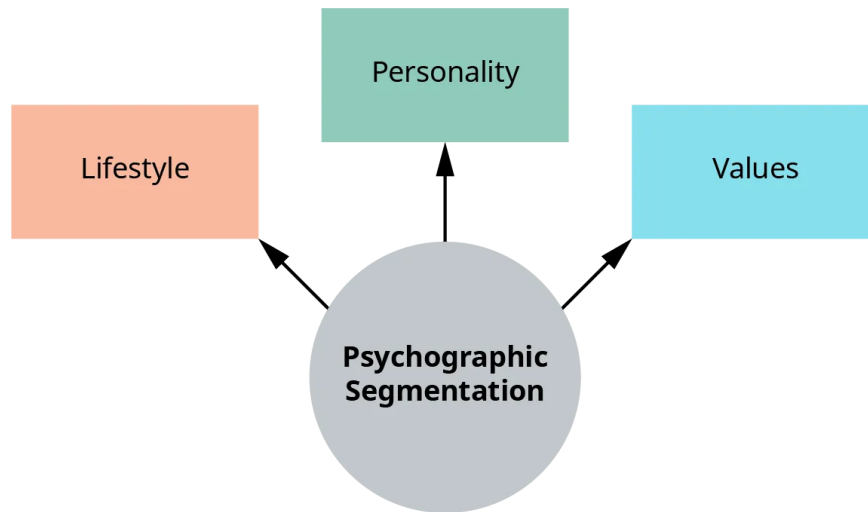 Personality
Lifestyle
Values
Psychographic
Segmentation